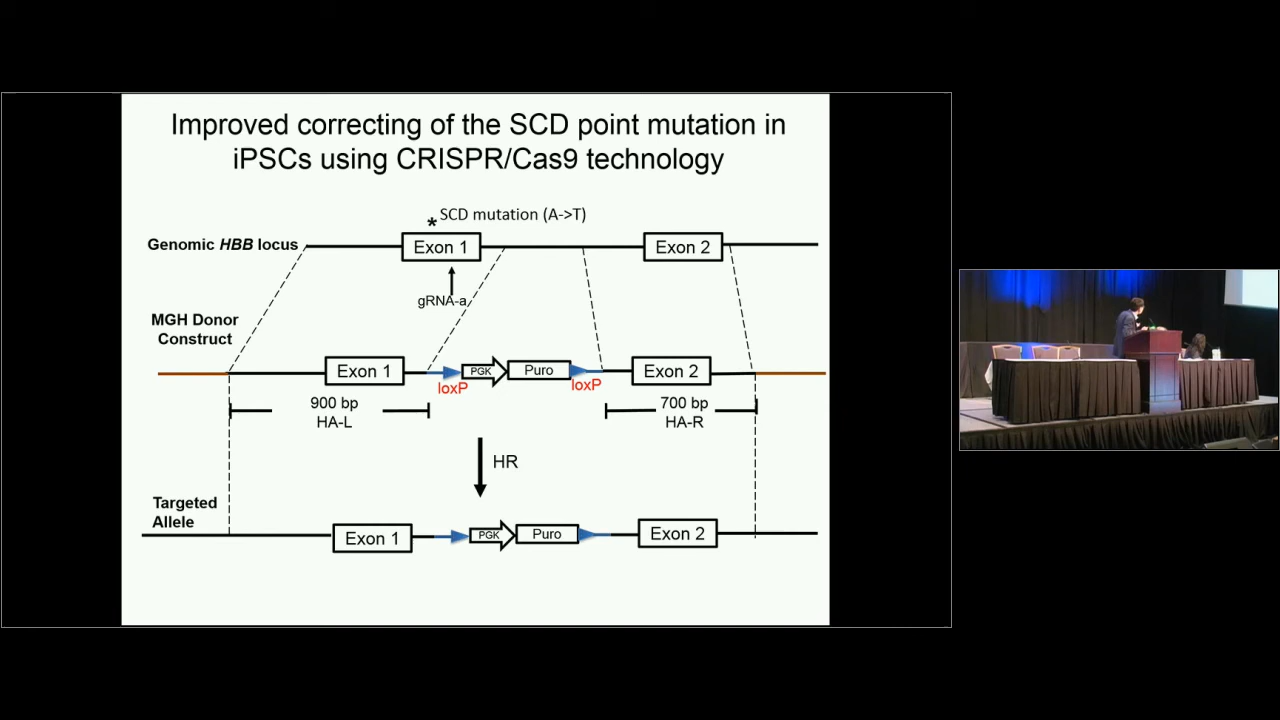 Improved correcting of the SCD point mutation in
iPSCs using CRISPR/Cas9 technology
* SCD mutation (A->T)
Genomic HBB locus
Exon 1
Exon 2
gRNA-a
MGH Donor
Construct
Exon 1
PGK
Puro
Exon 2
loxP
loxP
900 bp
HA-L
700 bp
HA-R
HR
Targeted
Allele
Exon 1
PGK
Puro
Exon 2